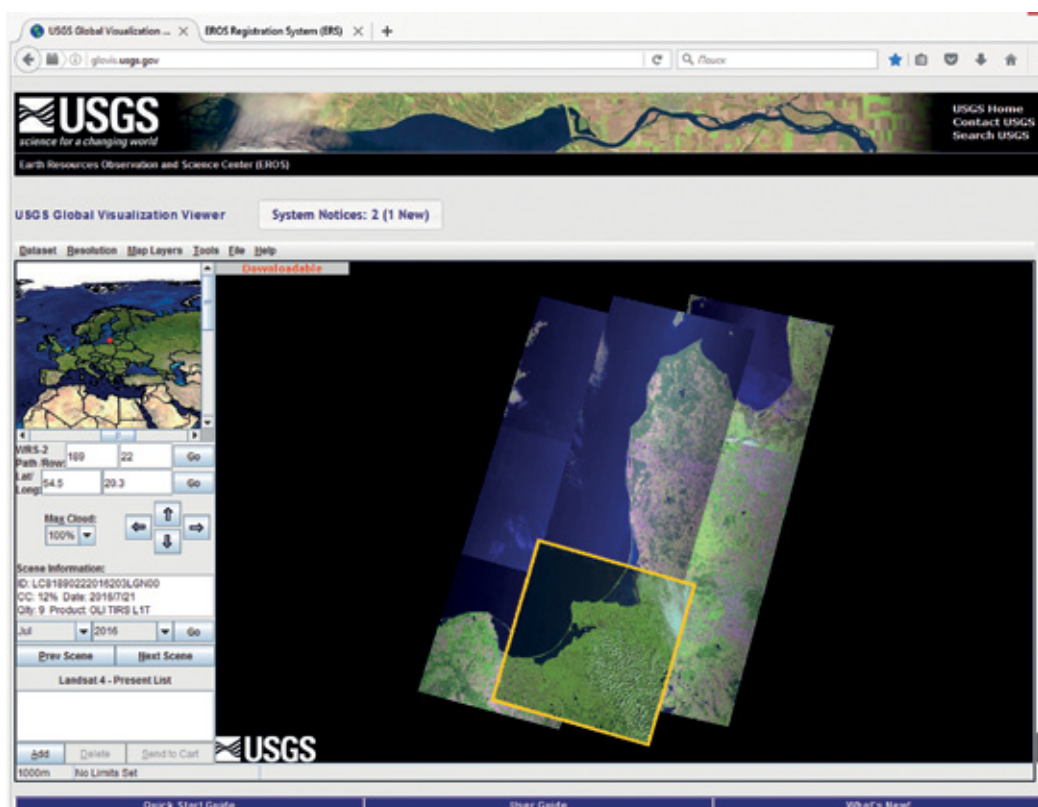 USGS Global Visualization ...
EROS Registration System (ERS)
glovis.usgs.gov
Поиск
USGS
science for a changing world
USGS Home
Contact USGS
Search USGS
Earth Resources Observation and Science Center (EROS)
USGS Global Visualization Viewer
System Notices: 2 (1 New)
Dataset Resolution Map Layers Tools File Help
Downloadable
WRS-2
Path/Row: 189 22 Go
Lat/
Long: 54.5 20.3 Go
Max Cloud:
100%
Scene Information:
ID: LC81890222016203LGN00
CC: 12% Date: 2016/7/21
Qlty: 9 Product: OLI TIRS L1T
Jul 2016 Go
Prev Scene Next Scene
Landsat 4 - Present List
Add Delete Send to Cart
USGS
1000m No Limits Set
Quick Start Guide User Guide What's New!